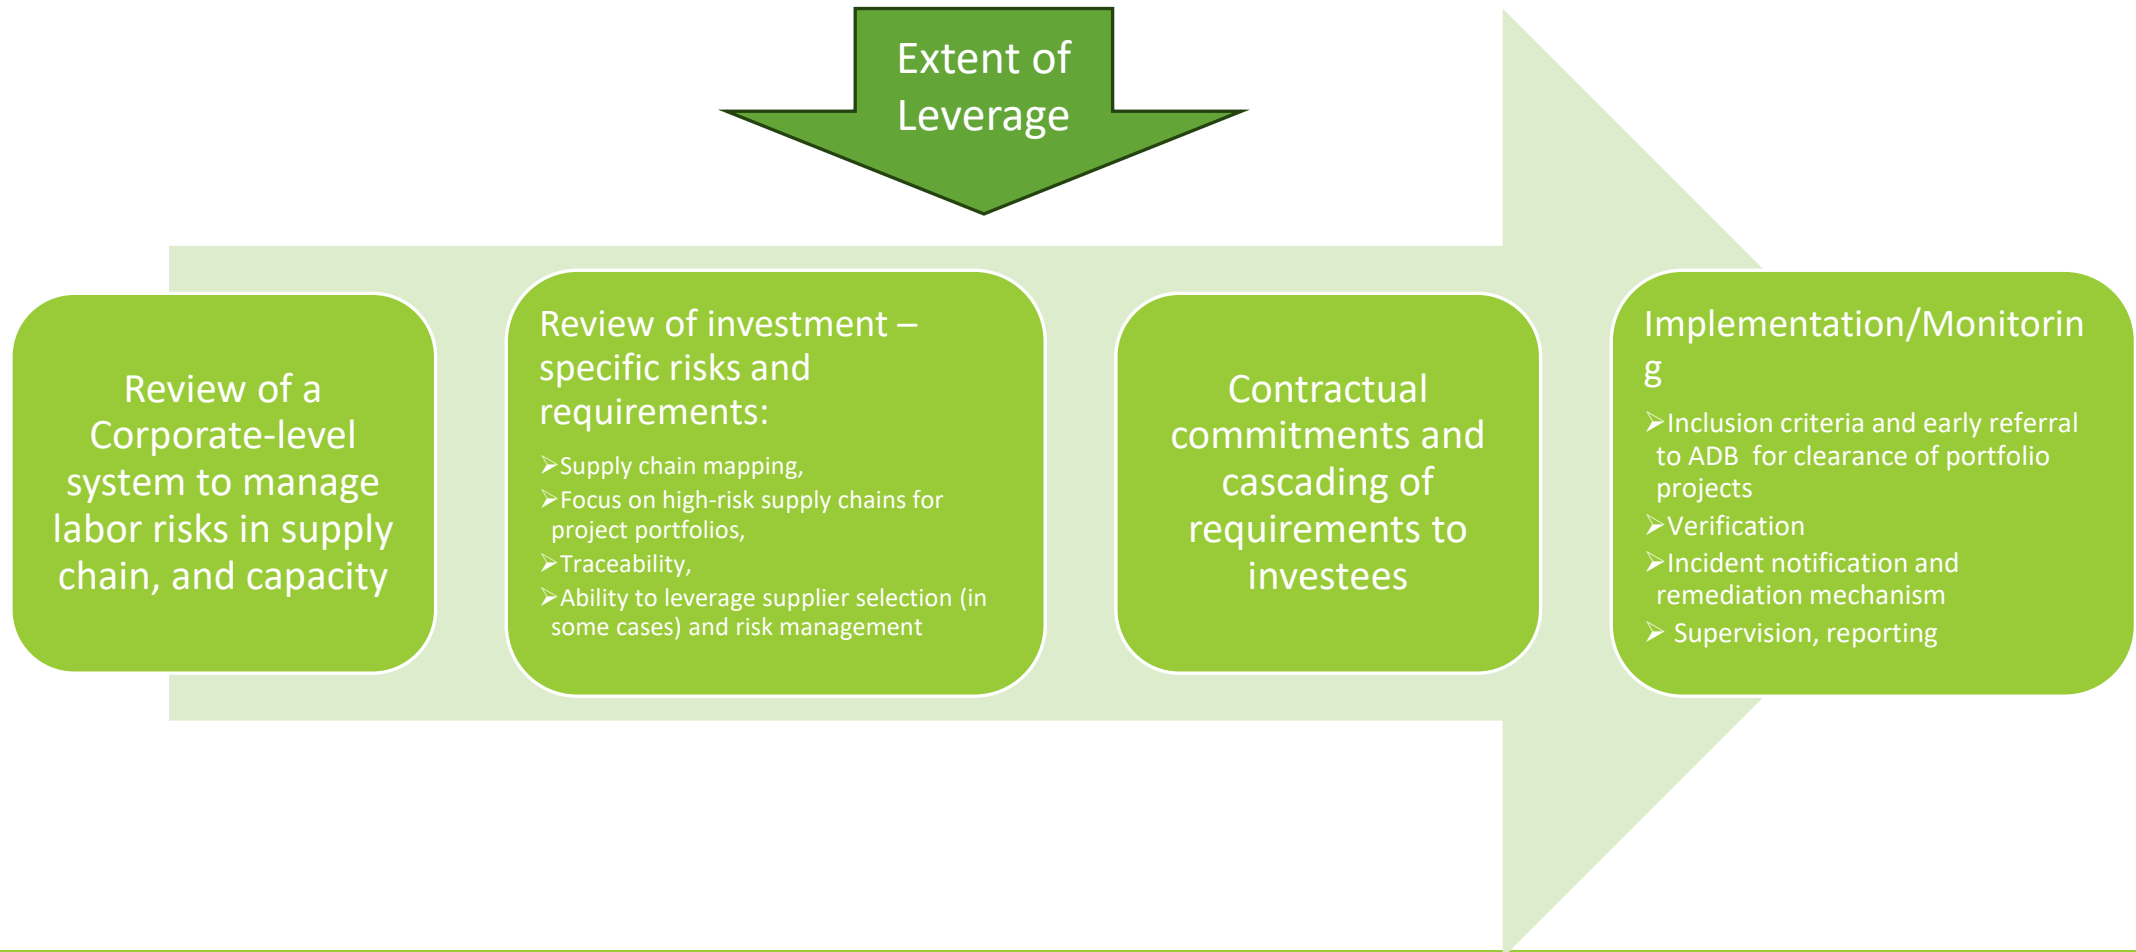 Extent of
Leverage
Review of a
Corporate-level
system to manage
labor risks in supply
chain, and capacity
Review of investment –
specific risks and
requirements:
➢Supply chain mapping,
➢Focus on high-risk supply chains for
project portfolios,
➢Traceability,
➢Ability to leverage supplier selection (in
some cases) and risk management
Contractual
commitments and
cascading of
requirements to
investees
Implementation/Monitorin
g
➢Inclusion criteria and early referral
to ADB  for clearance of portfolio
projects
➢Verification
➢Incident notification and
remediation mechanism
➢ Supervision, reporting